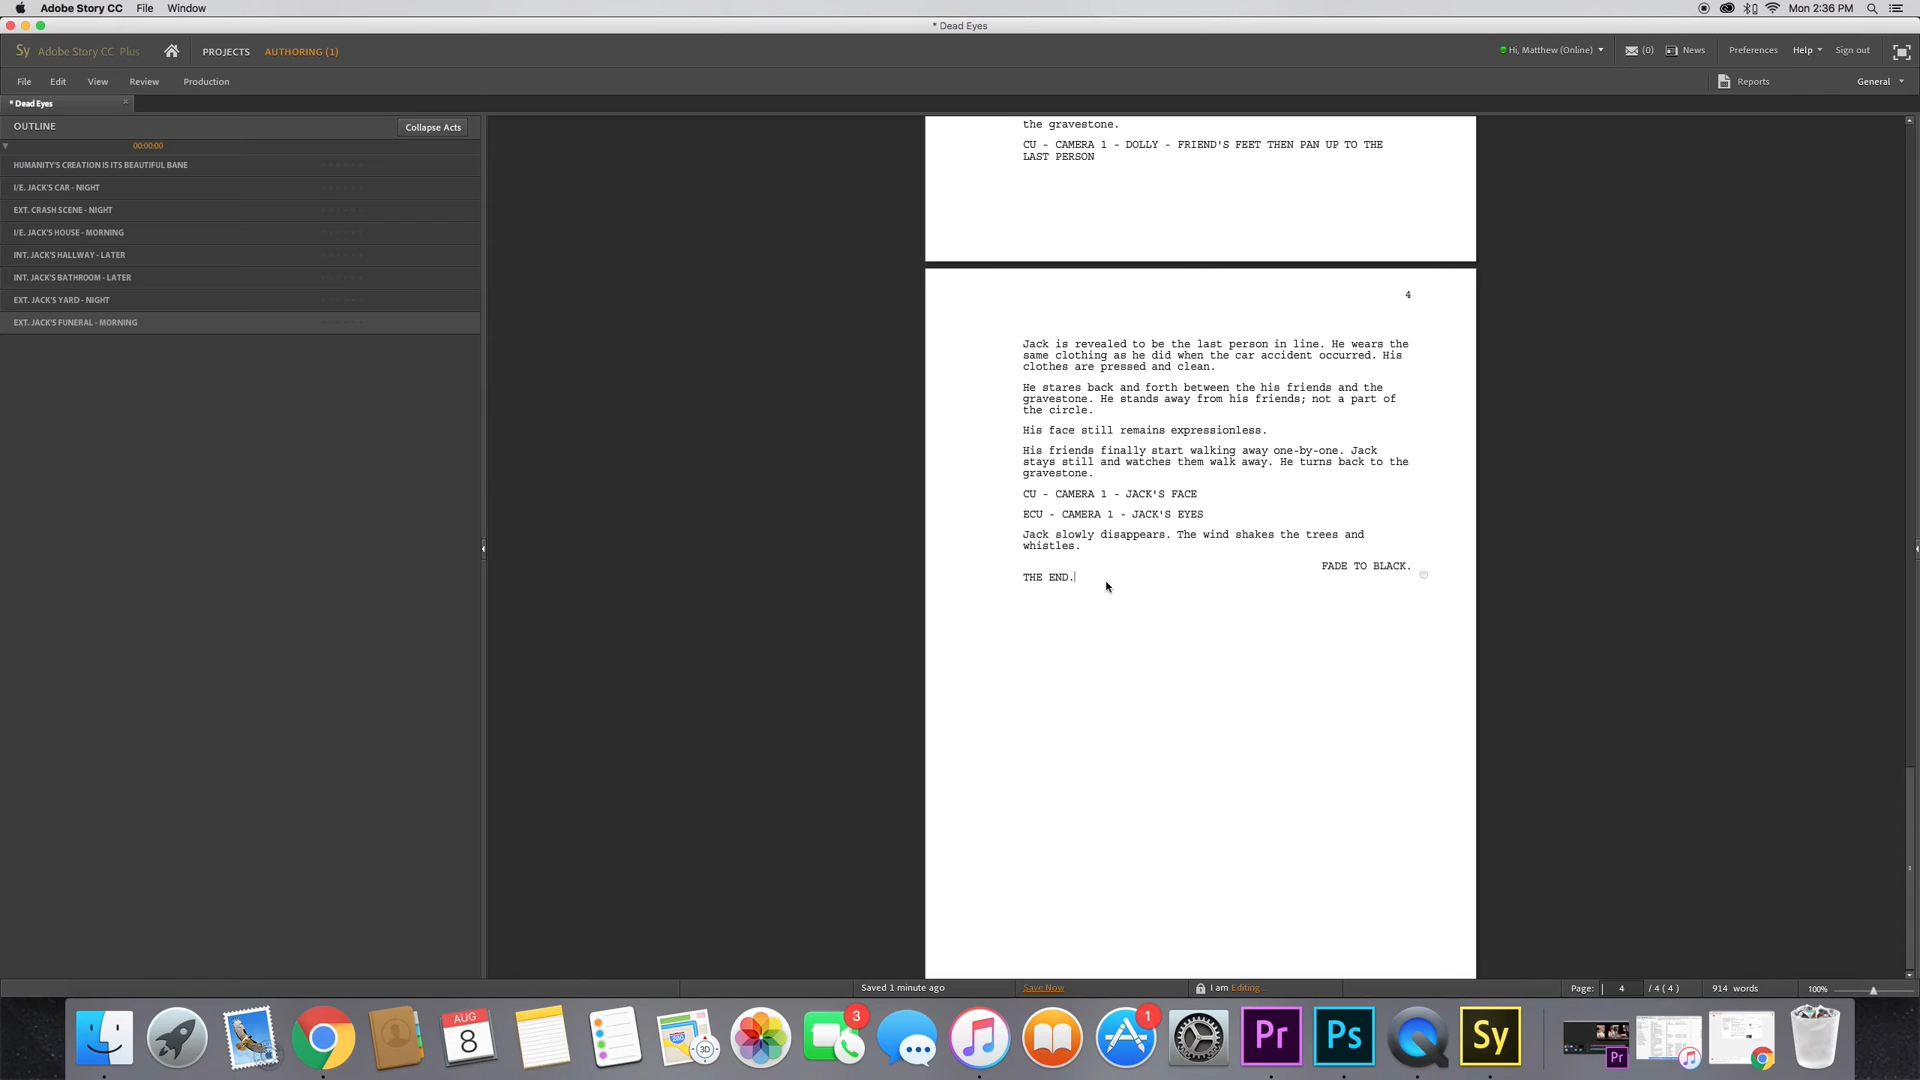 Adobe Story CC File Window
Mon 2:36 PM
* Dead Eyes
Sy Adobe Story CC Plus PROJECTS AUTHORING (1)
Hi, Matthew (Online) (0) News Preferences Help Sign out
File Edit View Review Production
Reports General
* Dead Eyes
OUTLINE Collapse Acts
00:00:00
HUMANITY'S CREATION IS ITS BEAUTIFUL BANE
I/E. JACK'S CAR - NIGHT
EXT. CRASH SCENE - NIGHT
I/E. JACK'S HOUSE - MORNING
INT. JACK'S HALLWAY - LATER
INT. JACK'S BATHROOM - LATER
EXT. JACK'S YARD - NIGHT
EXT. JACK'S FUNERAL - MORNING
the gravestone.
CU - CAMERA 1 - DOLLY - FRIEND'S FEET THEN PAN UP TO THE
LAST PERSON
4
Jack is revealed to be the last person in line. He wears the
same clothing as he did when the car accident occurred. His
clothes are pressed and clean.
He stares back and forth between the his friends and the
gravestone. He stands away from his friends; not a part of
the circle.
His face still remains expressionless.
His friends finally start walking away one-by-one. Jack
stays still and watches them walk away. He turns back to the
gravestone.
CU - CAMERA 1 - JACK'S FACE
ECU - CAMERA 1 - JACK'S EYES
Jack slowly disappears. The wind shakes the trees and
whistles.
FADE TO BLACK.
THE END.
Saved 1 minute ago Save Now I am Editing... Page: 4 / 4 ( 4 ) 914 words 100%
AUG
8
280
3D
3
1
Pr
Ps
Sy
Pr